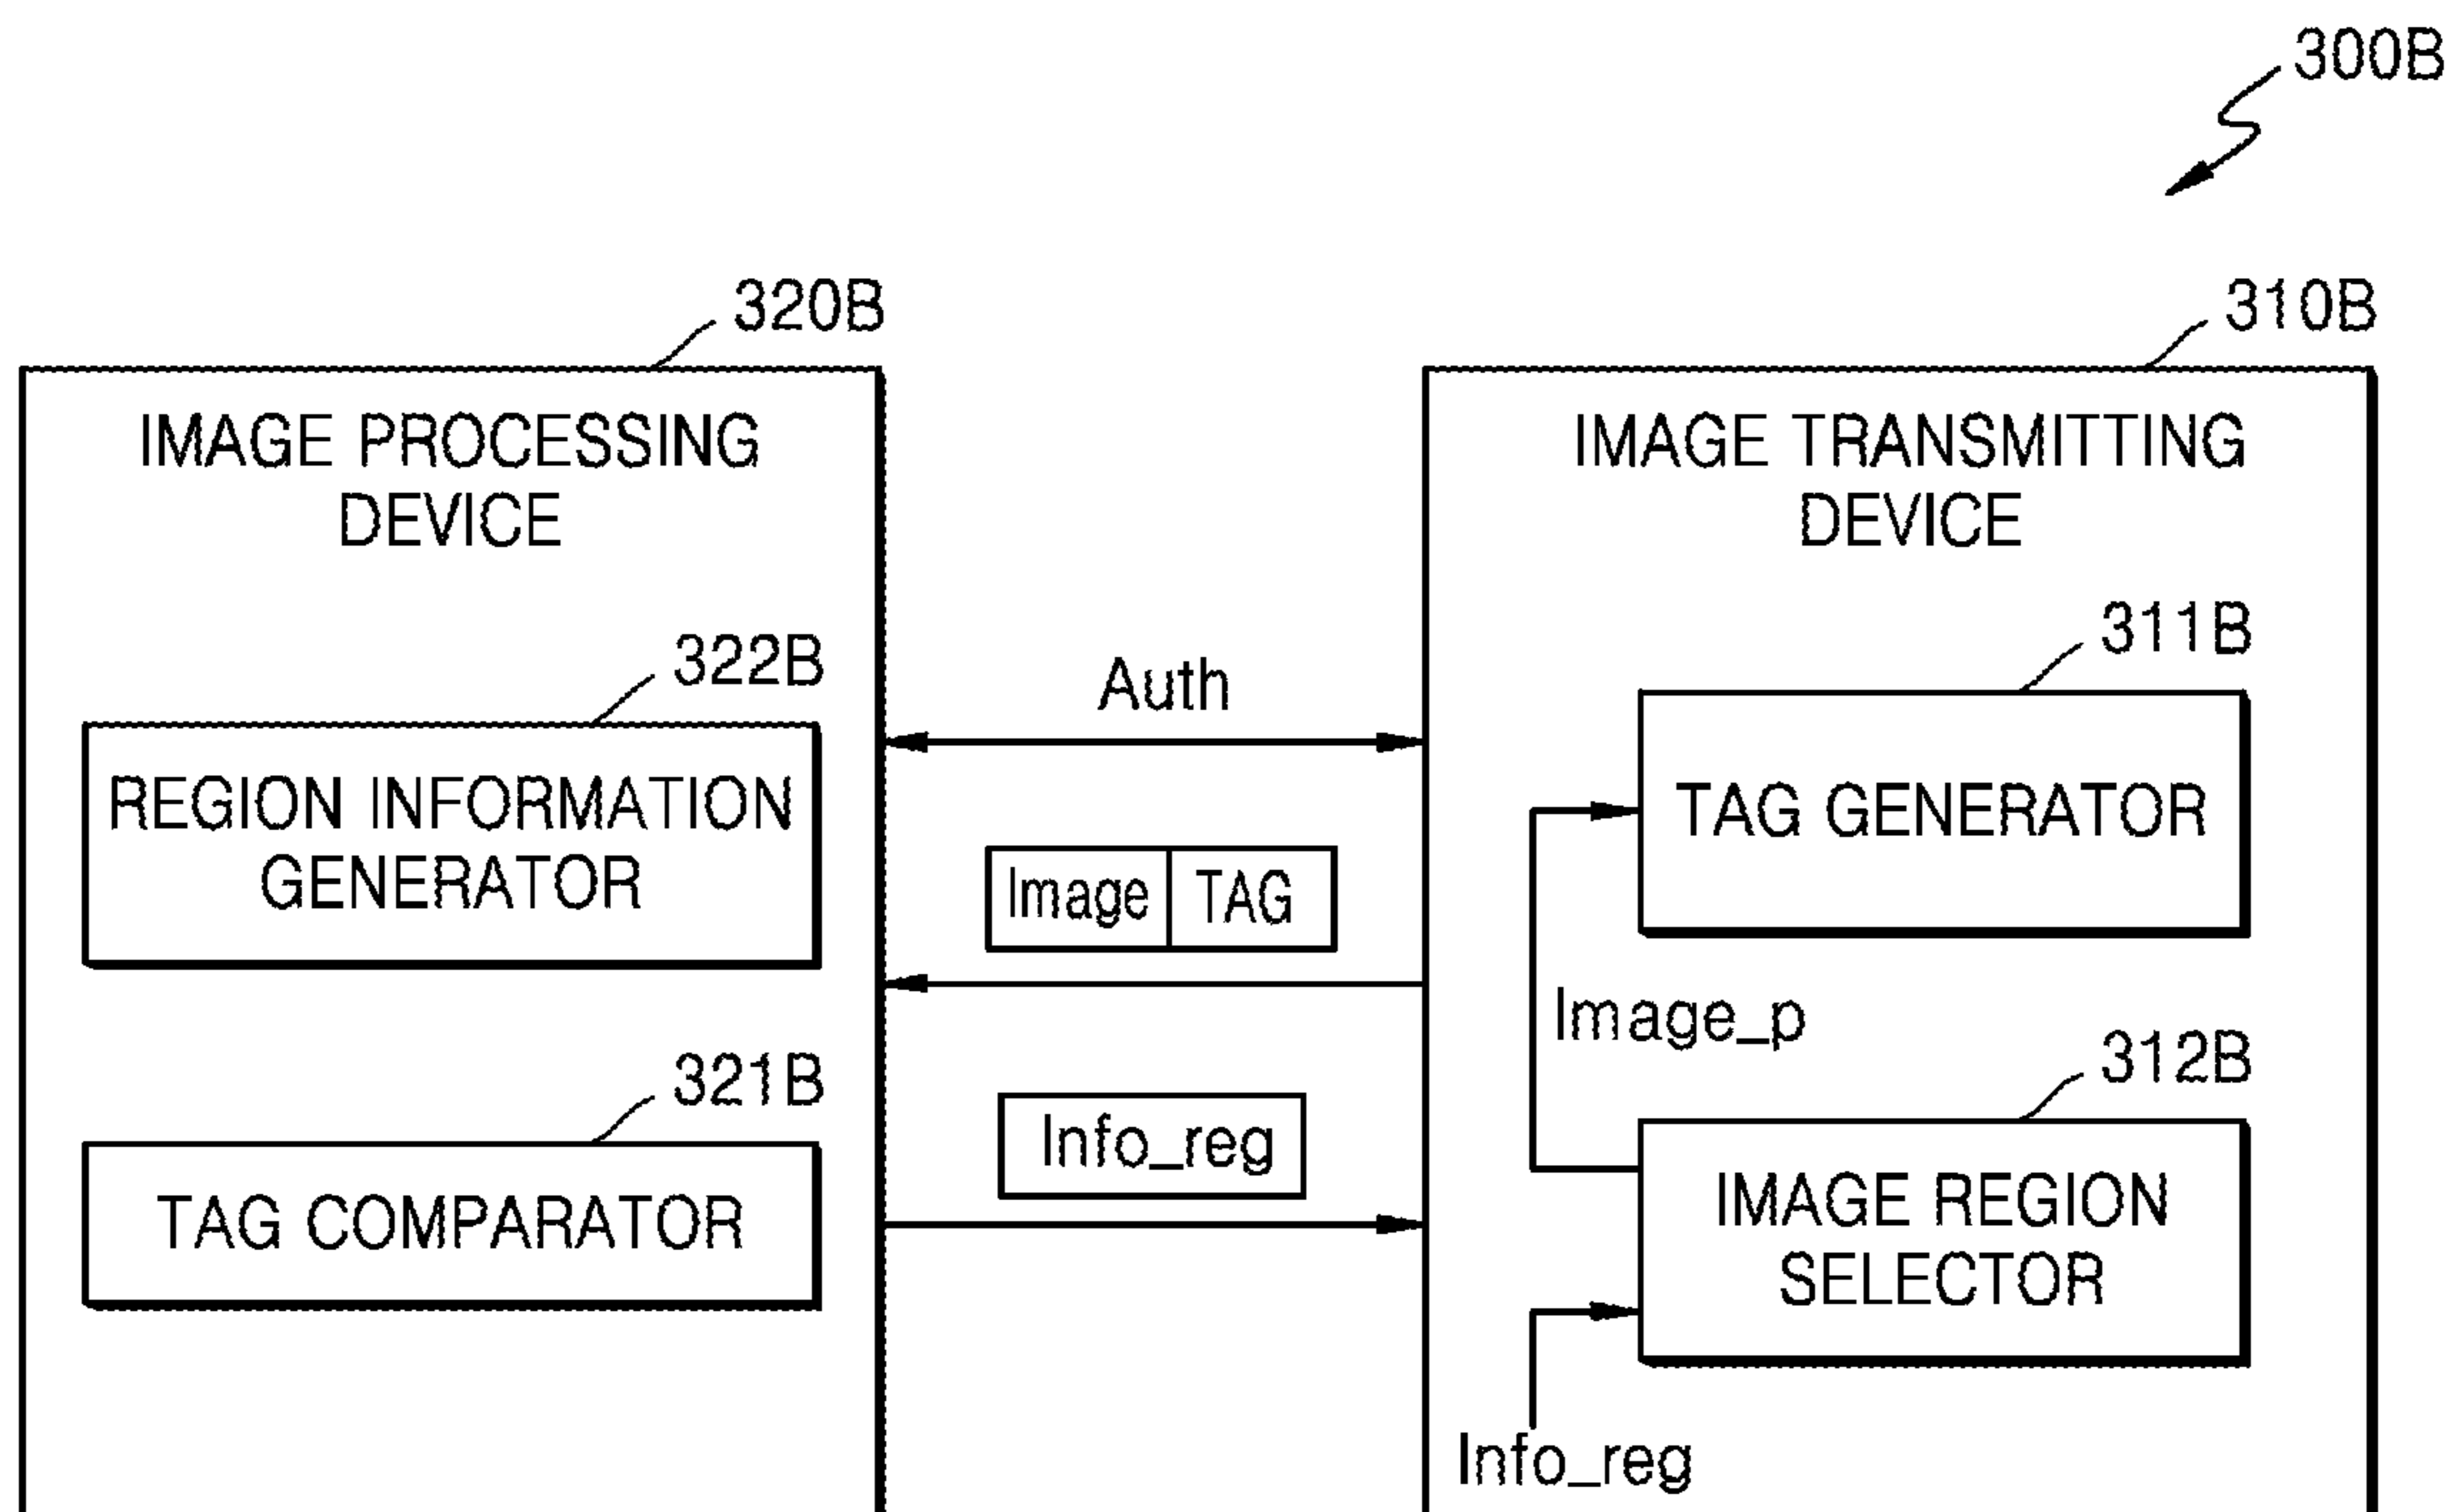 300B
320B
310B
IMAGE PROCESSING
DEVICE
IMAGE TRANSMITTING
DEVICE
322B
REGION INFORMATION
GENERATOR
321B
TAG COMPARATOR
Auth
Image TAG
Info_reg
311B
TAG GENERATOR
Image_p
312B
IMAGE REGION
SELECTOR
Info_reg